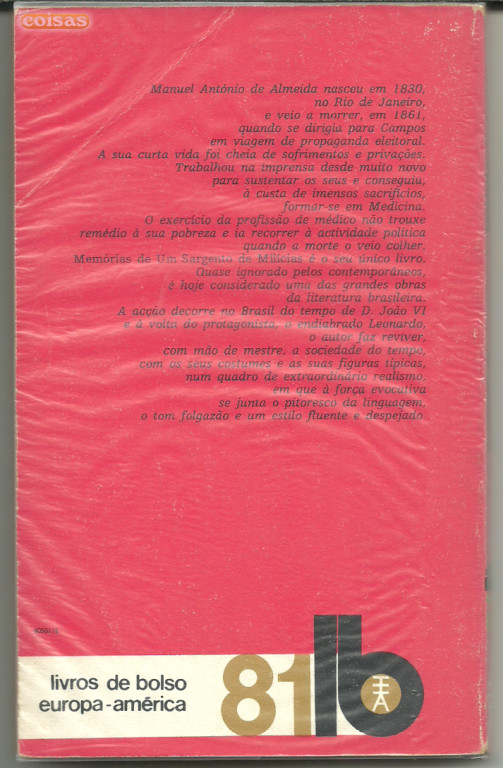 coisas
Manuel António de Almeida nasceu em 1830,
no Rio de Janeiro,
e veio a morrer, em 1861,
quando se dirigia para Campos
em viagem de propaganda eleitoral.
A sua curta vida foi cheia de sofrimentos e privações.
Trabalhou na imprensa desde muito novo
para sustentar os seus e conseguiu,
à custa de imensos sacrifícios,
formar-se em Medicina.
O exercício da profissão de médico não trouxe
remédio à sua pobreza e ia recorrer à actividade política
quando a morte o veio colher.
Memórias de Um Sargento de Milícias é o seu único livro.
Quase ignorado pelos contemporâneos,
é hoje considerado uma das grandes obras
da literatura brasileira.
A acção decorre no Brasil do tempo de D. João VI
e à volta do protagonista, o endiabrado Leonardo,
o autor faz reviver,
com mão de mestre, a sociedade do tempo,
com os seus costumes e as suas figuras típicas,
num quadro de extraordinário realismo,
em que à força evocativa
se junta o pitoresco da linguagem,
o tom folgazão e um estilo fluente e despejado
livros de bolso
europa-américa
81
lb